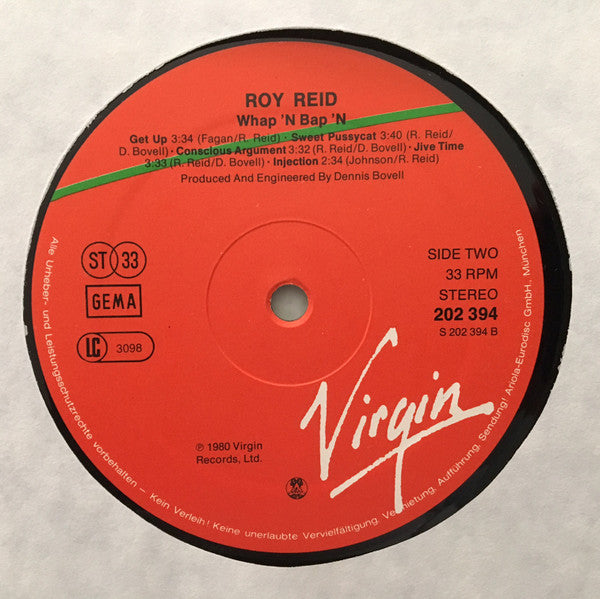 ROY REID
Whap 'N Bap 'N
Get Up 3:34 (Fagan/R. Reid) · Sweet Pussycat 3:40 (R. Reid/
D. Bovell) · Conscious Argument 3:32 (R. Reid/D. Bovell) · Jive Time
3:33 (R. Reid/D. Bovell) · Injection 2:34 (Johnson/R. Reid)
Produced And Engineered By Dennis Bovell
ST 33
GEMA
LC 3098
SIDE TWO
33 RPM
STEREO
202 394
S 202 394 B
Virgin
℗ 1980 Virgin
Records, Ltd.
Alle Urheber- und Leistungsschutzrechte vorbehalten – Kein Verleih! Keine unerlaubte Vervielfältigung, Vermietung, Aufführung, Sendung! Ariola-Eurodisc GmbH, München